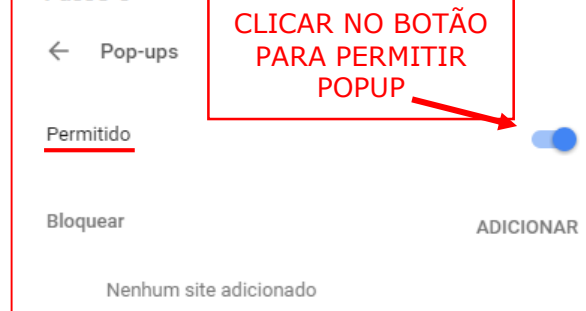 CLICAR NO BOTÃO
PARA PERMITIR
POPUP
← Pop-ups
Permitido
Bloquear
ADICIONAR
Nenhum site adicionado